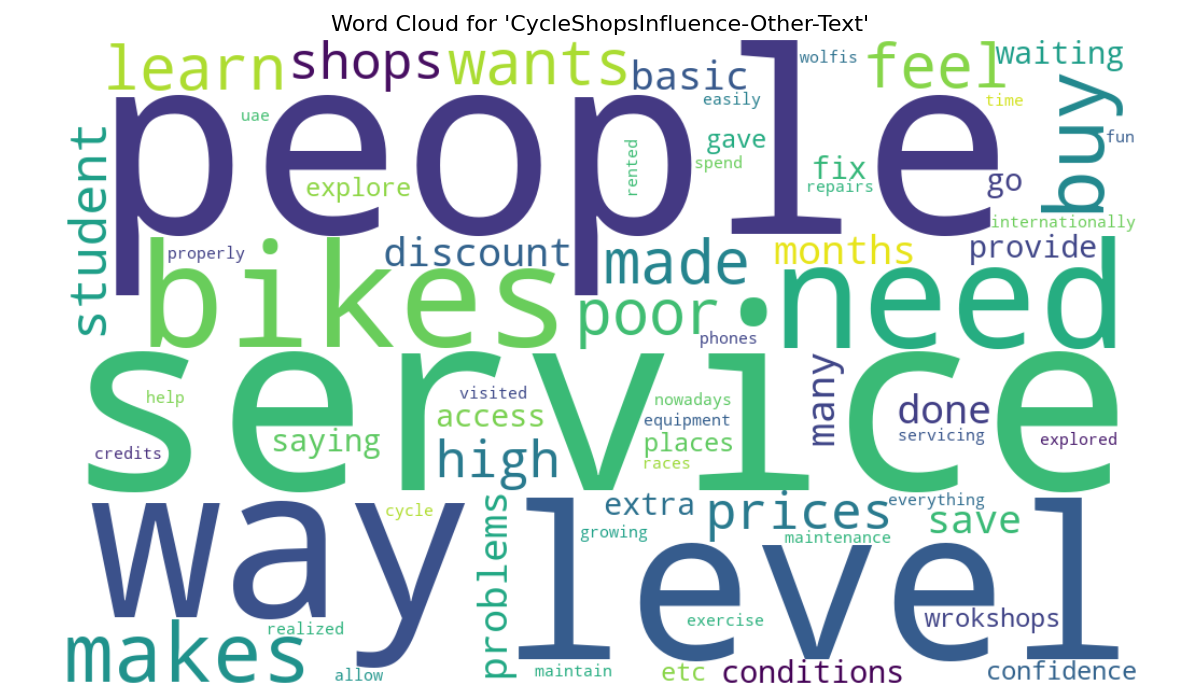 Word Cloud for 'CycleShopsInfluence-Other-Text'
learn
shops
wants
basic
wolfis
feel
waiting
people
uae
easily
time
buy
fun
student
explore
rented
gave
spend
fix
repairs
go
internationally
properly
bikes
discount
made
months
provide
poor
need
phones
service
help
visited
nowadays
many
access
equipment
done
saying
places
servicing
explored
credits
high
races
way
cycle
problems
level
extra
prices
everything
save
growing
maintenance
makes
realized
exercise
wrokshops
allow
maintain
etc
conditions
confidence